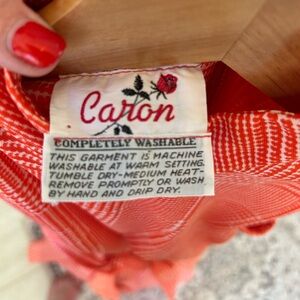 Caron
COMPLETELY WASHABLE
THIS GARMENT IS MACHINE
WASHABLE AT WARM SETTING.
TUMBLE DRY-MEDIUM HEAT-
REMOVE PROMPTLY OR WASH
BY HAND AND DRIP DRY.